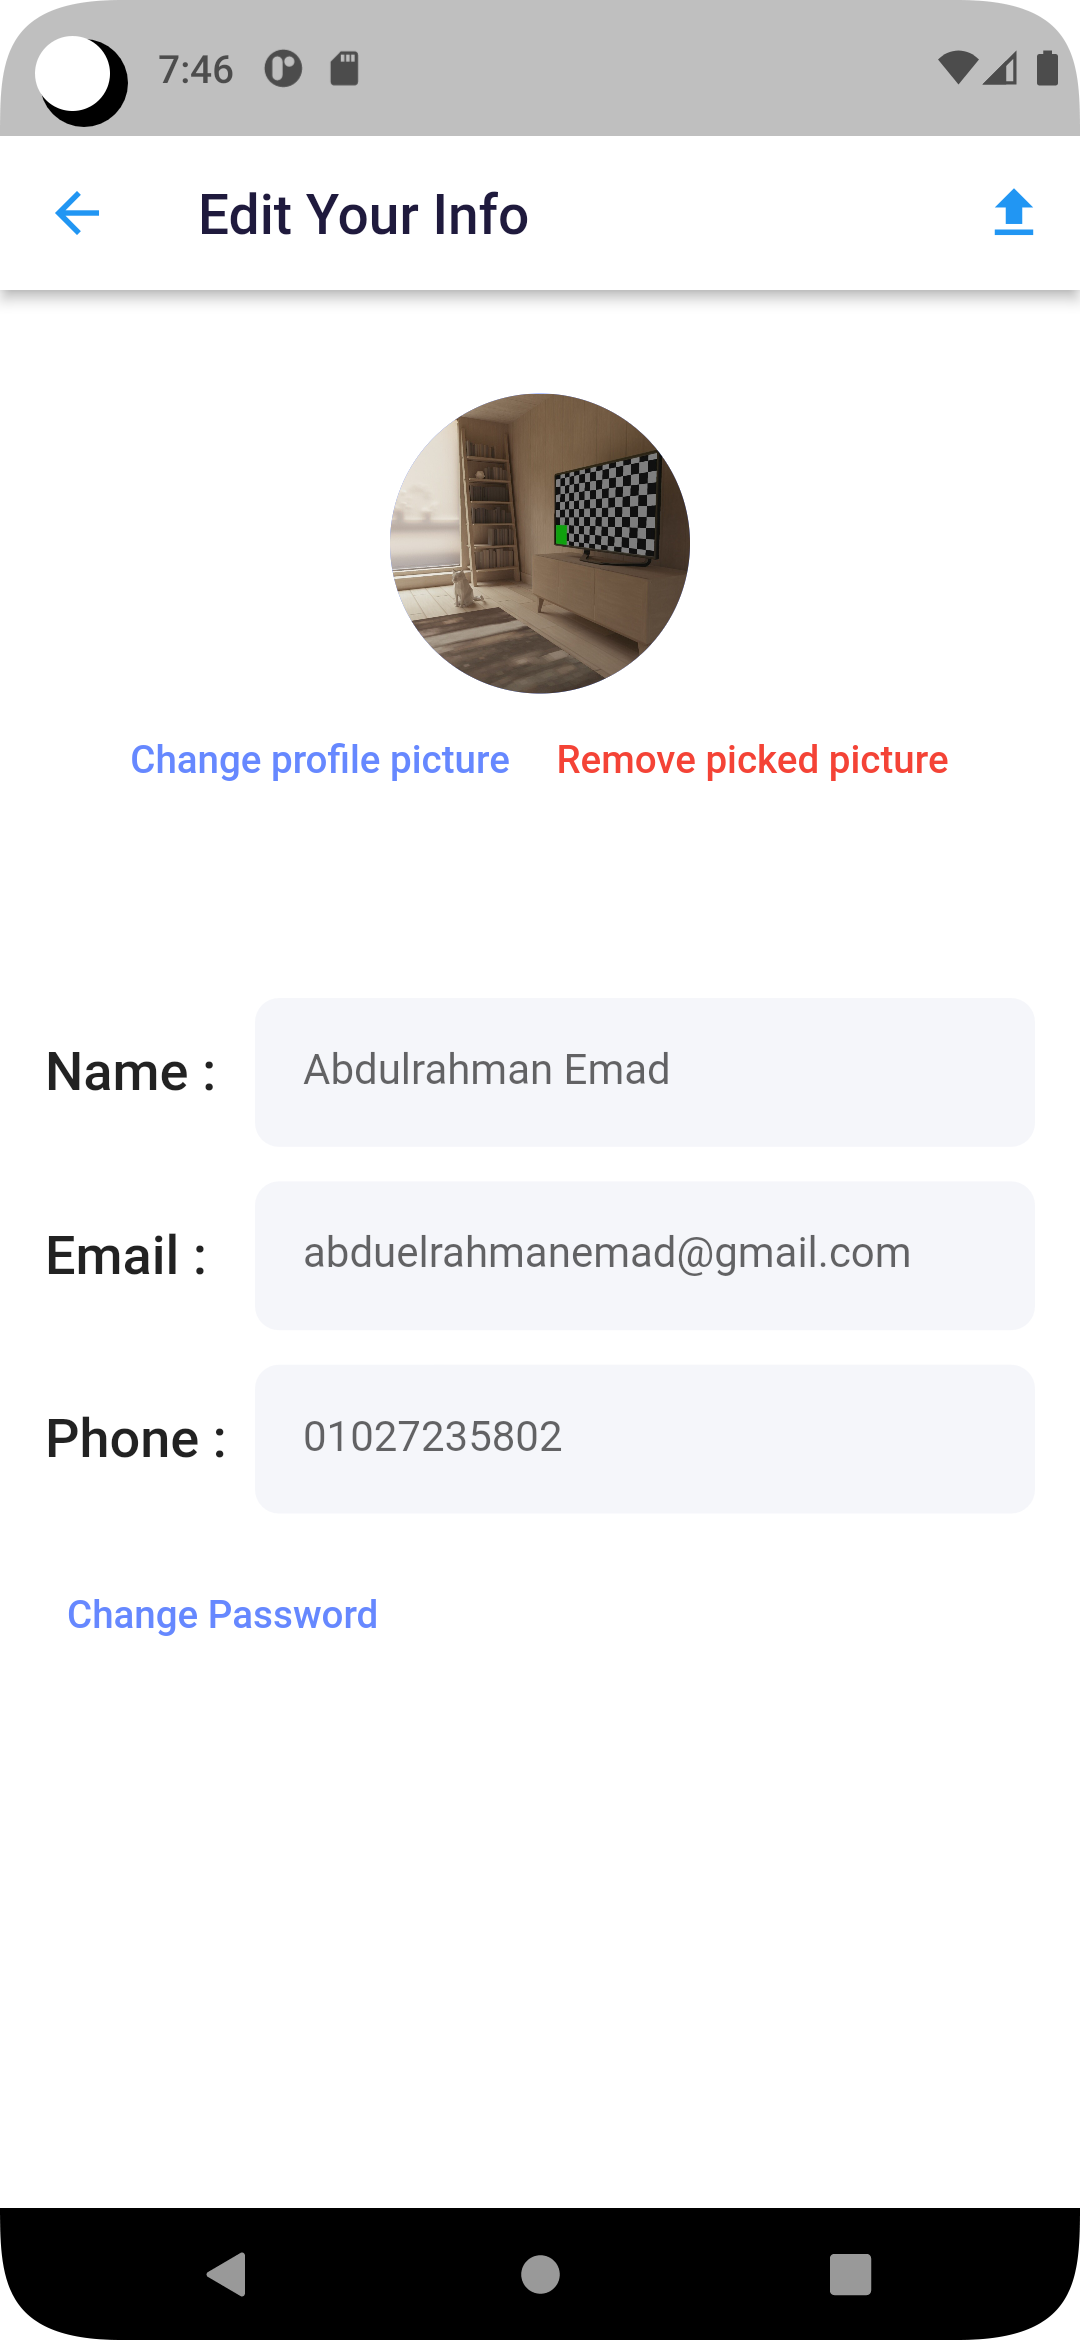 7:46
Edit Your Info
Change profile picture Remove picked picture
Name : Abdulrahman Emad
Email : abduelrahmanemad@gmail.com
Phone : 01027235802
Change Password